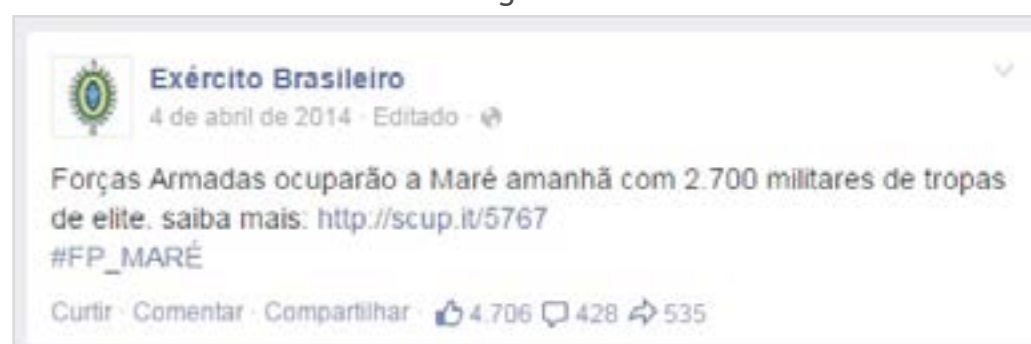 Exército Brasileiro
4 de abril de 2014 · Editado ·
Forças Armadas ocuparão a Maré amanhã com 2.700 militares de tropas
de elite. saiba mais: http://scup.it/5767
#FP_MARÉ
Curtir · Comentar · Compartilhar · 4.706 428 535